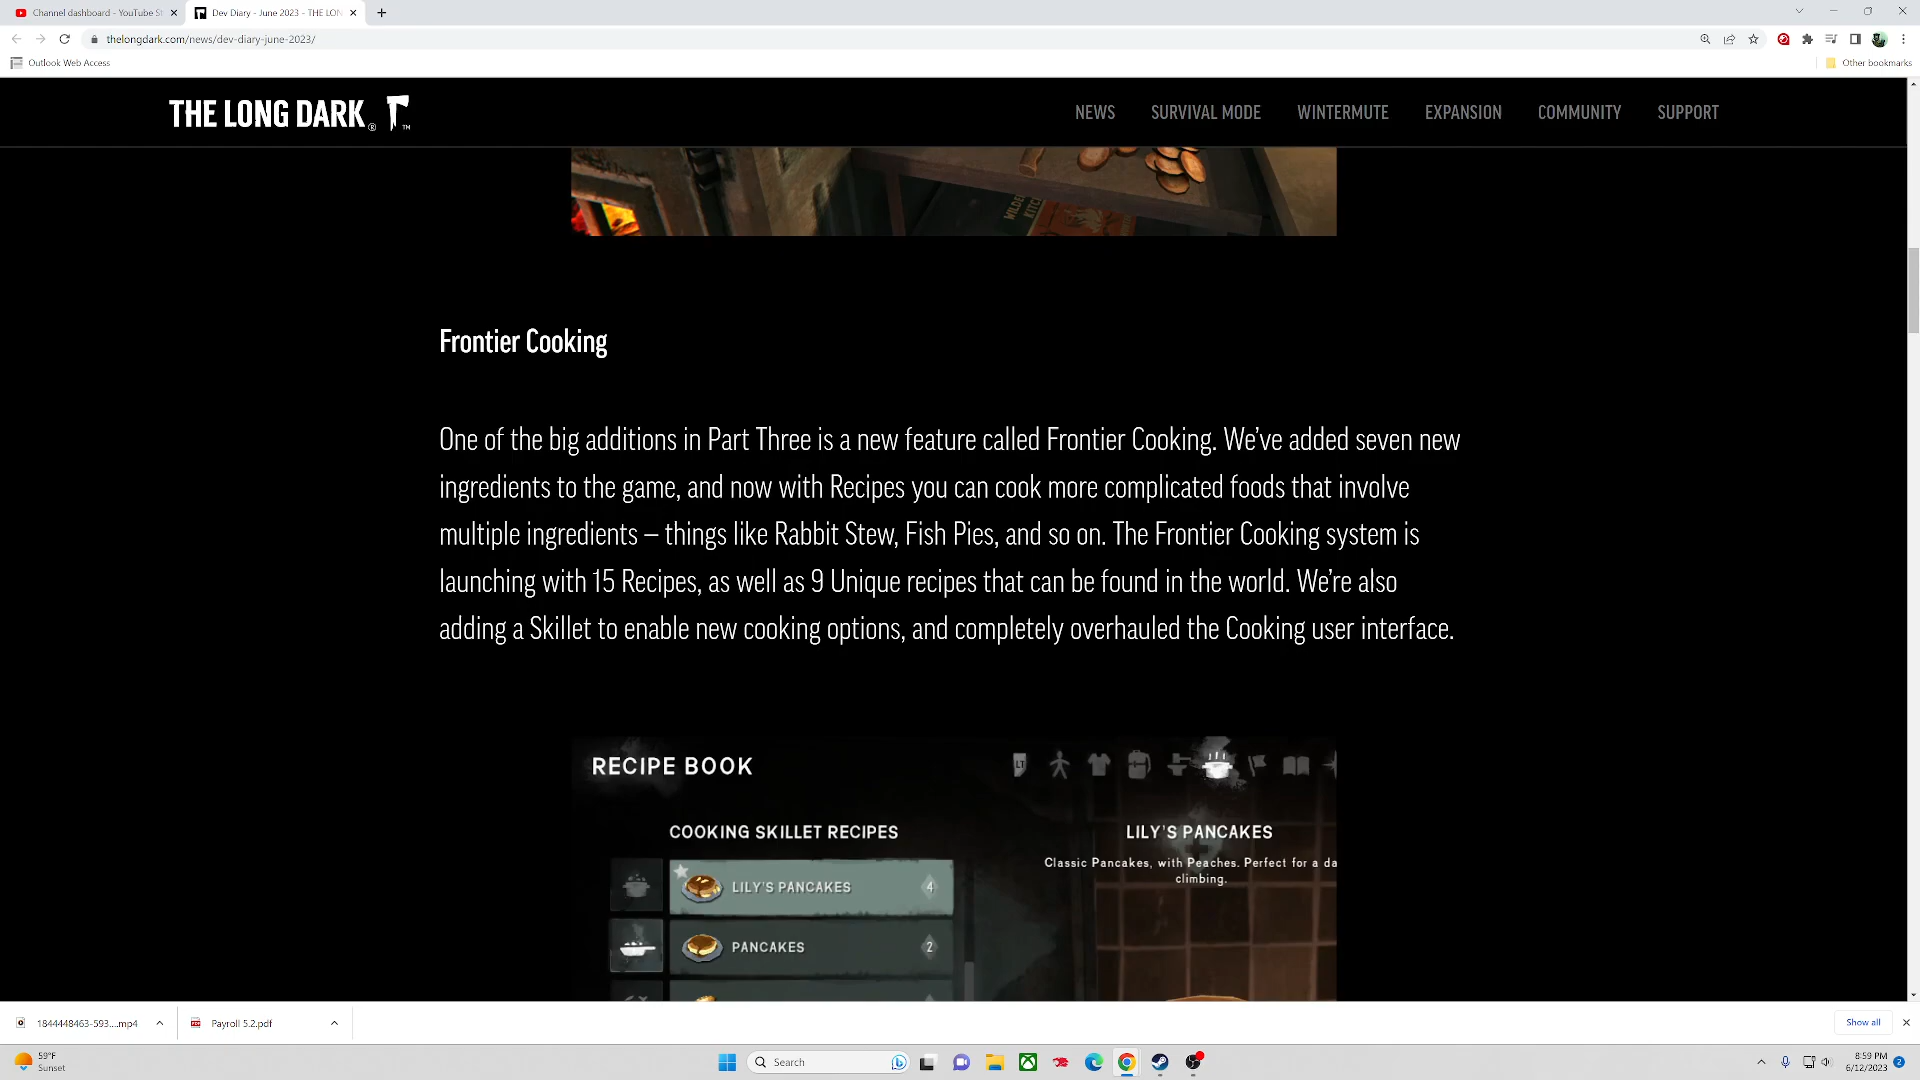 Channel dashboard - YouTube St
Dev Diary - June 2023 - THE LON
thelongdark.com/news/dev-diary-june-2023/
Outlook Web Access
Other bookmarks
THE LONG DARK® ™
NEWS
SURVIVAL MODE
WINTERMUTE
EXPANSION
COMMUNITY
SUPPORT
Frontier Cooking
One of the big additions in Part Three is a new feature called Frontier Cooking. We’ve added seven new
ingredients to the game, and now with Recipes you can cook more complicated foods that involve
multiple ingredients – things like Rabbit Stew, Fish Pies, and so on. The Frontier Cooking system is
launching with 15 Recipes, as well as 9 Unique recipes that can be found in the world. We’re also
adding a Skillet to enable new cooking options, and completely overhauled the Cooking user interface.
RECIPE BOOK
LT
COOKING SKILLET RECIPES
LILY'S PANCAKES
Classic Pancakes, with Peaches. Perfect for a da
climbing.
LILY'S PANCAKES 4
PANCAKES 2
1844448463-593....mp4
Payroll 5.2.pdf
Show all
59°F
Sunset
Search
8:59 PM
6/12/2023
2